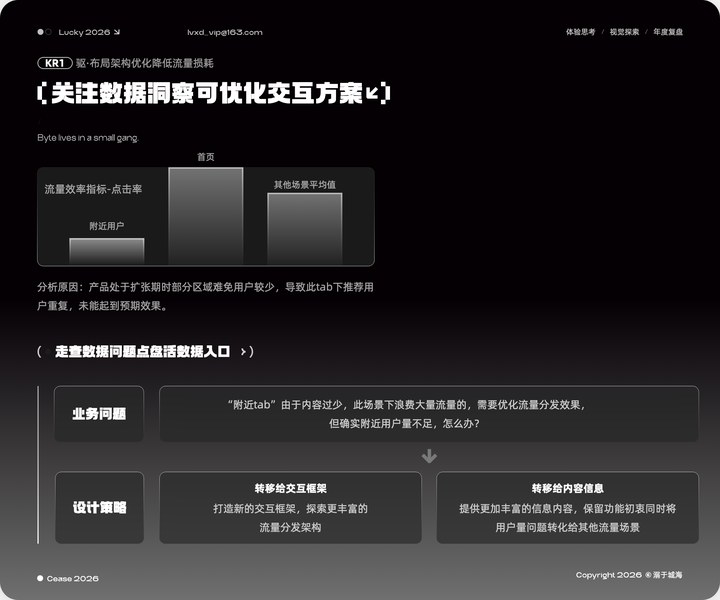 Lucky 2026
lvxd_vip@163.com
体验思考 / 视觉探索 / 年度复盘
KR1 驱·布局架构优化降低流量损耗
关注数据洞察可优化交互方案
Byte lives in a small gang.
首页
流量效率指标-点击率
其他场景平均值
附近用户
分析原因：产品处于扩张期时部分区域难免用户较少，导致此tab下推荐用
户重复，未能起到预期效果。
( 走查数据问题点盘活数据入口 > )
业务问题
“附近tab”由于内容过少，此场景下浪费大量流量的，需要优化流量分发效果，
但确实附近用户量不足，怎么办？
设计策略
转移给交互框架
打造新的交互框架，探索更丰富的
流量分发架构
转移给内容信息
提供更加丰富的信息内容，保留功能初衷同时将
用户量问题转化给其他流量场景
Cease 2026
Copyright 2026 ©溺于城海